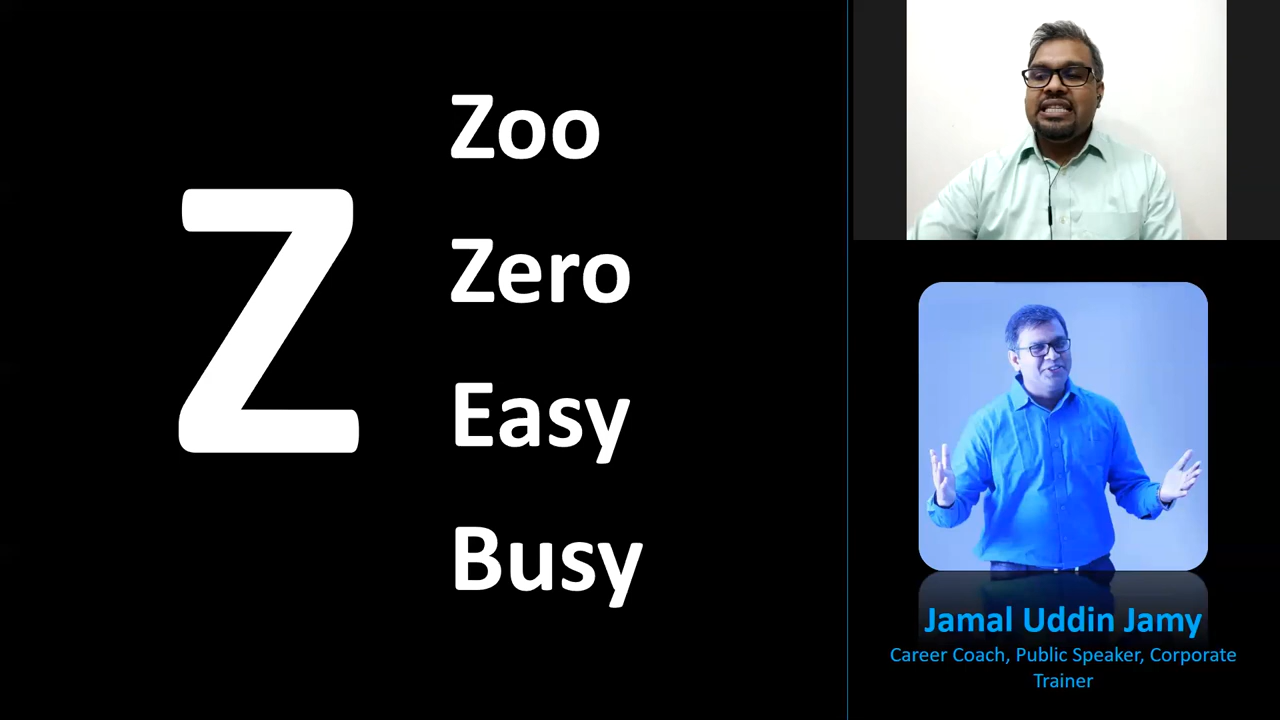 Z
Zoo
Zero
Easy
Busy
Jamal Uddin Jamy
Career Coach, Public Speaker, Corporate
Trainer